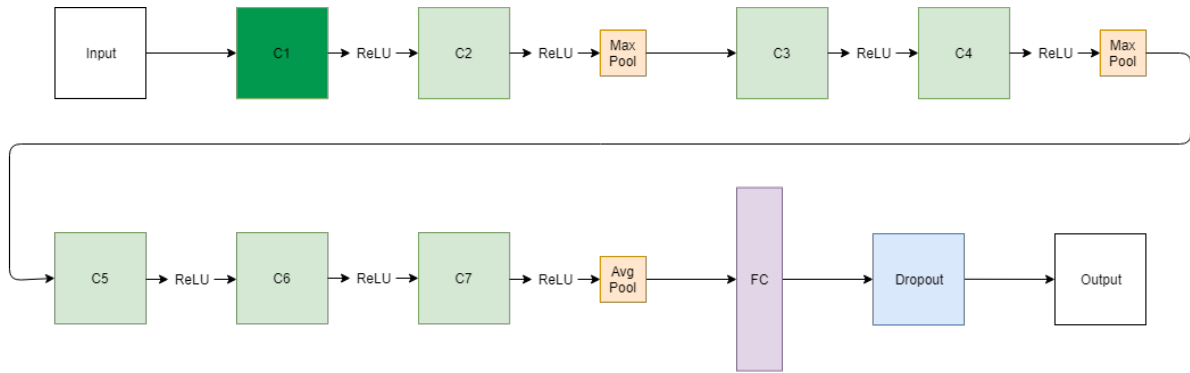 Input
C1
ReLU
C2
ReLU
Max
Pool
C3
ReLU
C4
ReLU
Max
Pool
C5
ReLU
C6
ReLU
C7
ReLU
Avg
Pool
FC
Dropout
Output